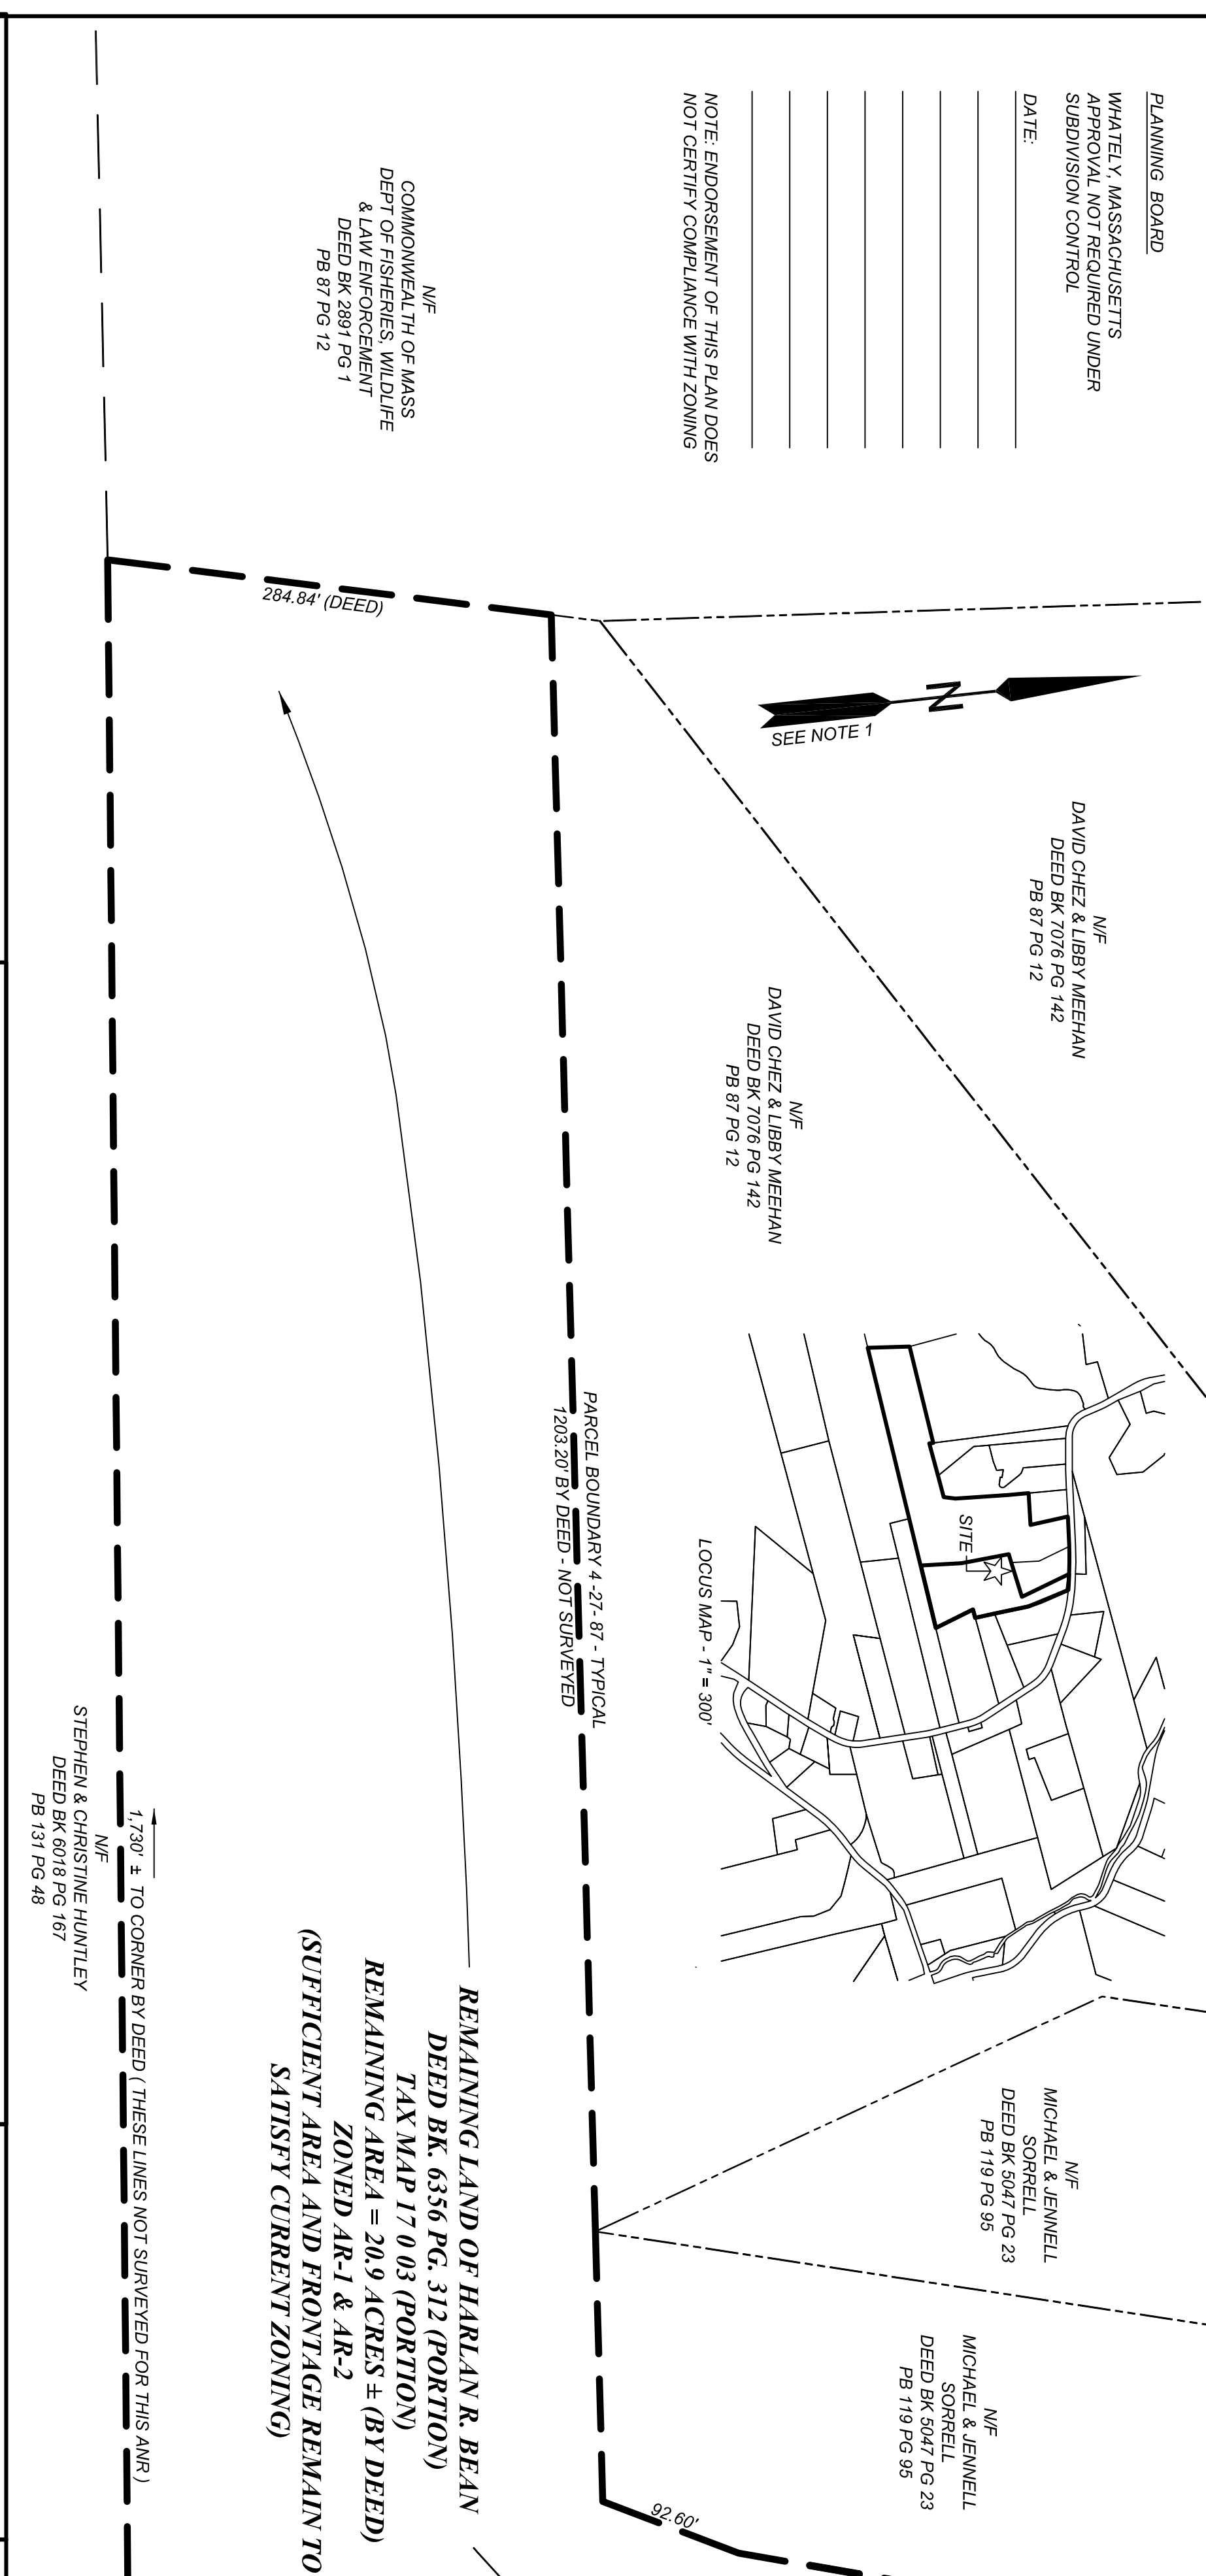 PLANNING BOARD
WHATELY, MASSACHUSETTS
APPROVAL NOT REQUIRED UNDER
SUBDIVISION CONTROL
DATE:
NOTE: ENDORSEMENT OF THIS PLAN DOES
NOT CERTIFY COMPLIANCE WITH ZONING
N/F
COMMONWEALTH OF MASS
DEPT OF FISHERIES, WILDLIFE
& LAW ENFORCEMENT
DEED BK 2891 PG 1
PB 87 PG 12
284.84' (DEED)
N
SEE NOTE 1
N/F
DAVID CHEZ & LIBBY MEEHAN
DEED BK 7076 PG 142
PB 87 PG 12
N/F
DAVID CHEZ & LIBBY MEEHAN
DEED BK 7076 PG 142
PB 87 PG 12
SITE
LOCUS MAP - 1" = 300'
PARCEL BOUNDARY 4 -27- 87 - TYPICAL
1203.20' BY DEED - NOT SURVEYED
N/F
MICHAEL & JENNELL
SORRELL
DEED BK 5047 PG 23
PB 119 PG 95
N/F
MICHAEL & JENNELL
SORRELL
DEED BK 5047 PG 23
PB 119 PG 95
92.60'
REMAINING LAND OF HARLAN R. BEAN
DEED BK. 6356 PG. 312 (PORTION)
TAX MAP 17 0 03 (PORTION)
REMAINING AREA = 20.9 ACRES ± (BY DEED)
ZONED AR-1 & AR-2
(SUFFICIENT AREA AND FRONTAGE REMAIN TO
SATISFY CURRENT ZONING)
1,730' ± TO CORNER BY DEED ( THESE LINES NOT SURVEYED FOR THIS ANR )
N/F
STEPHEN & CHRISTINE HUNTLEY
DEED BK 6018 PG 167
PB 131 PG 48